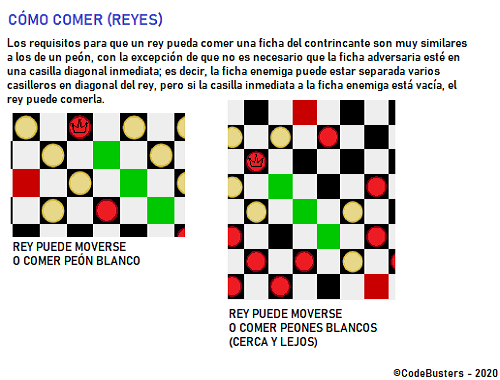 CÓMO COMER (REYES)
Los requisitos para que un rey pueda comer una ficha del contrincante son muy similares
a los de un peón, con la excepción de que no es necesario que la ficha adversaria esté en
una casilla diagonal inmediata; es decir, la ficha enemiga puede estar separada varios
casilleros en diagonal del rey, pero si la casilla inmediata a la ficha enemiga está vacía, el
rey puede comerla.
REY PUEDE MOVERSE
O COMER PEÓN BLANCO
REY PUEDE MOVERSE
O COMER PEONES BLANCOS
(CERCA Y LEJOS)
©CodeBusters - 2020